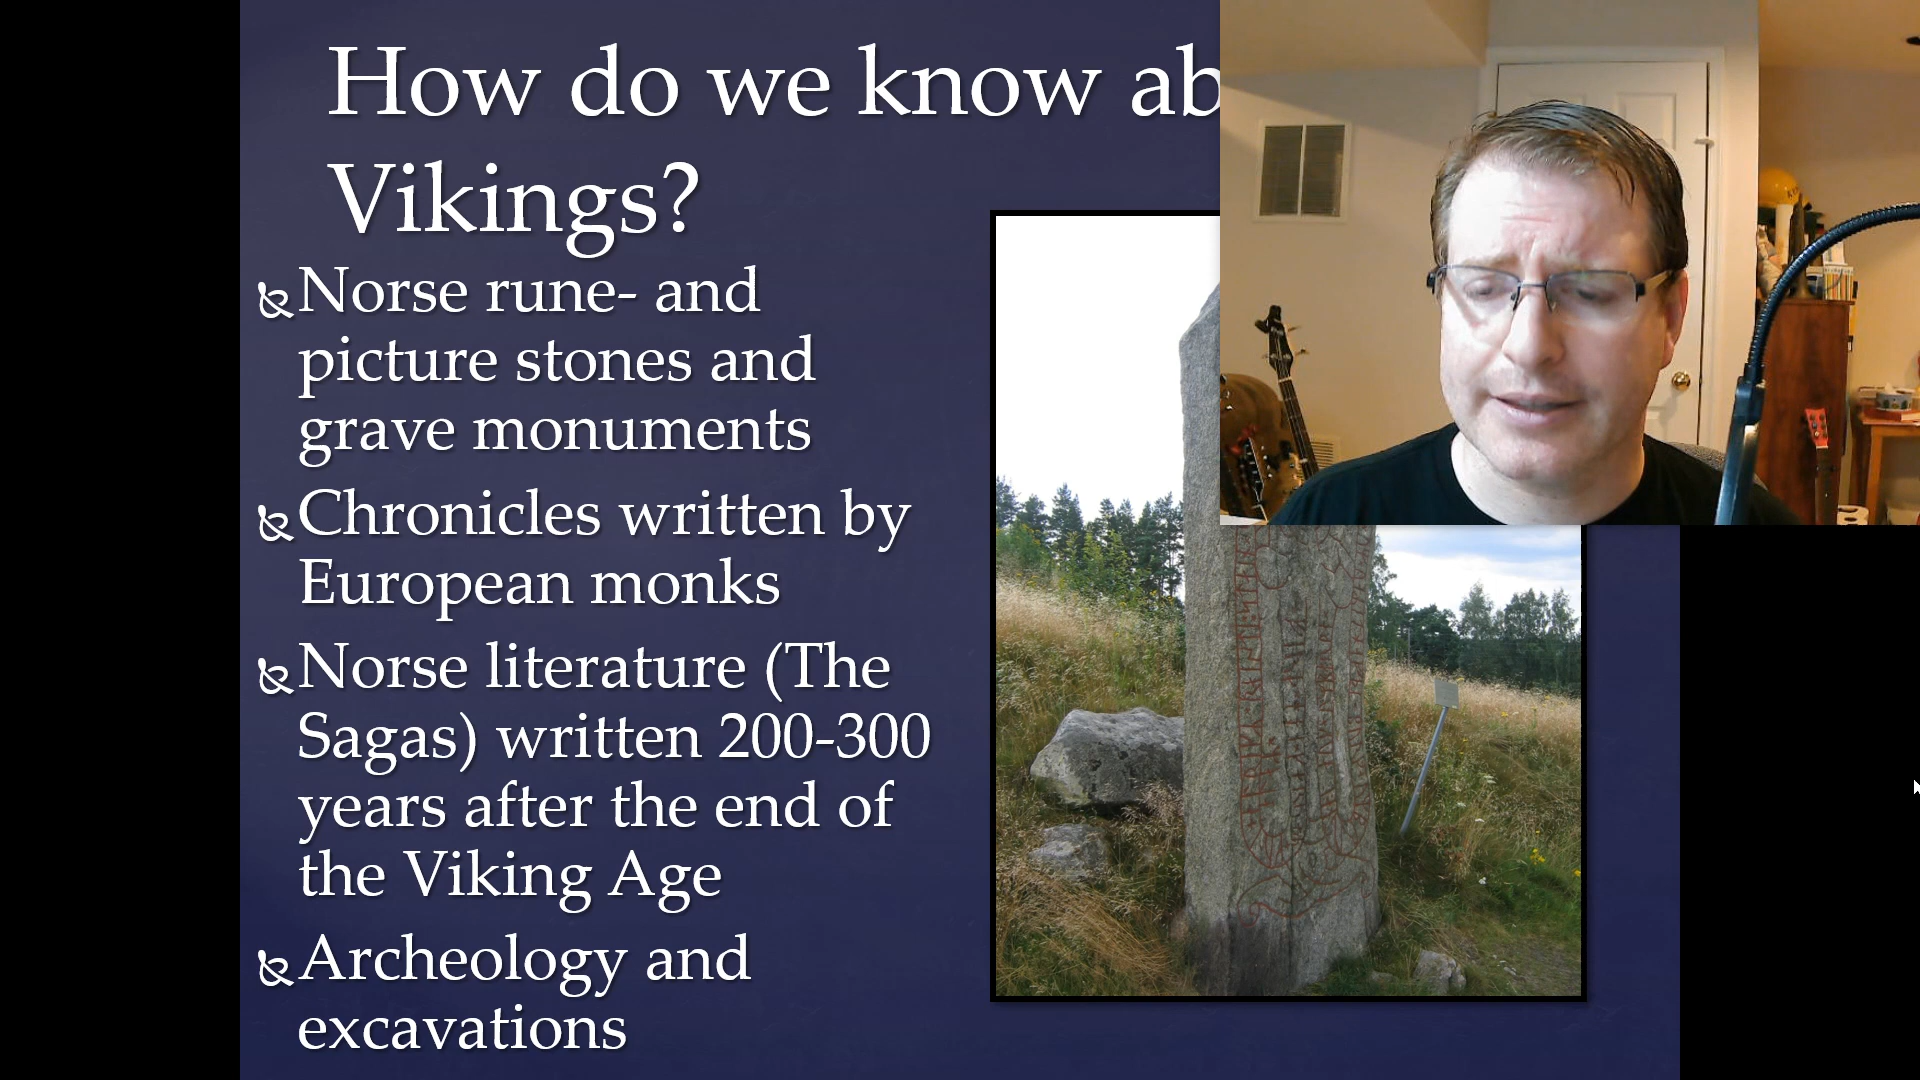 How do we know ab
Vikings?
Norse rune- and
picture stones and
grave monuments
Chronicles written by
European monks
Norse literature (The
Sagas) written 200-300
years after the end of
the Viking Age
Archeology and
excavations